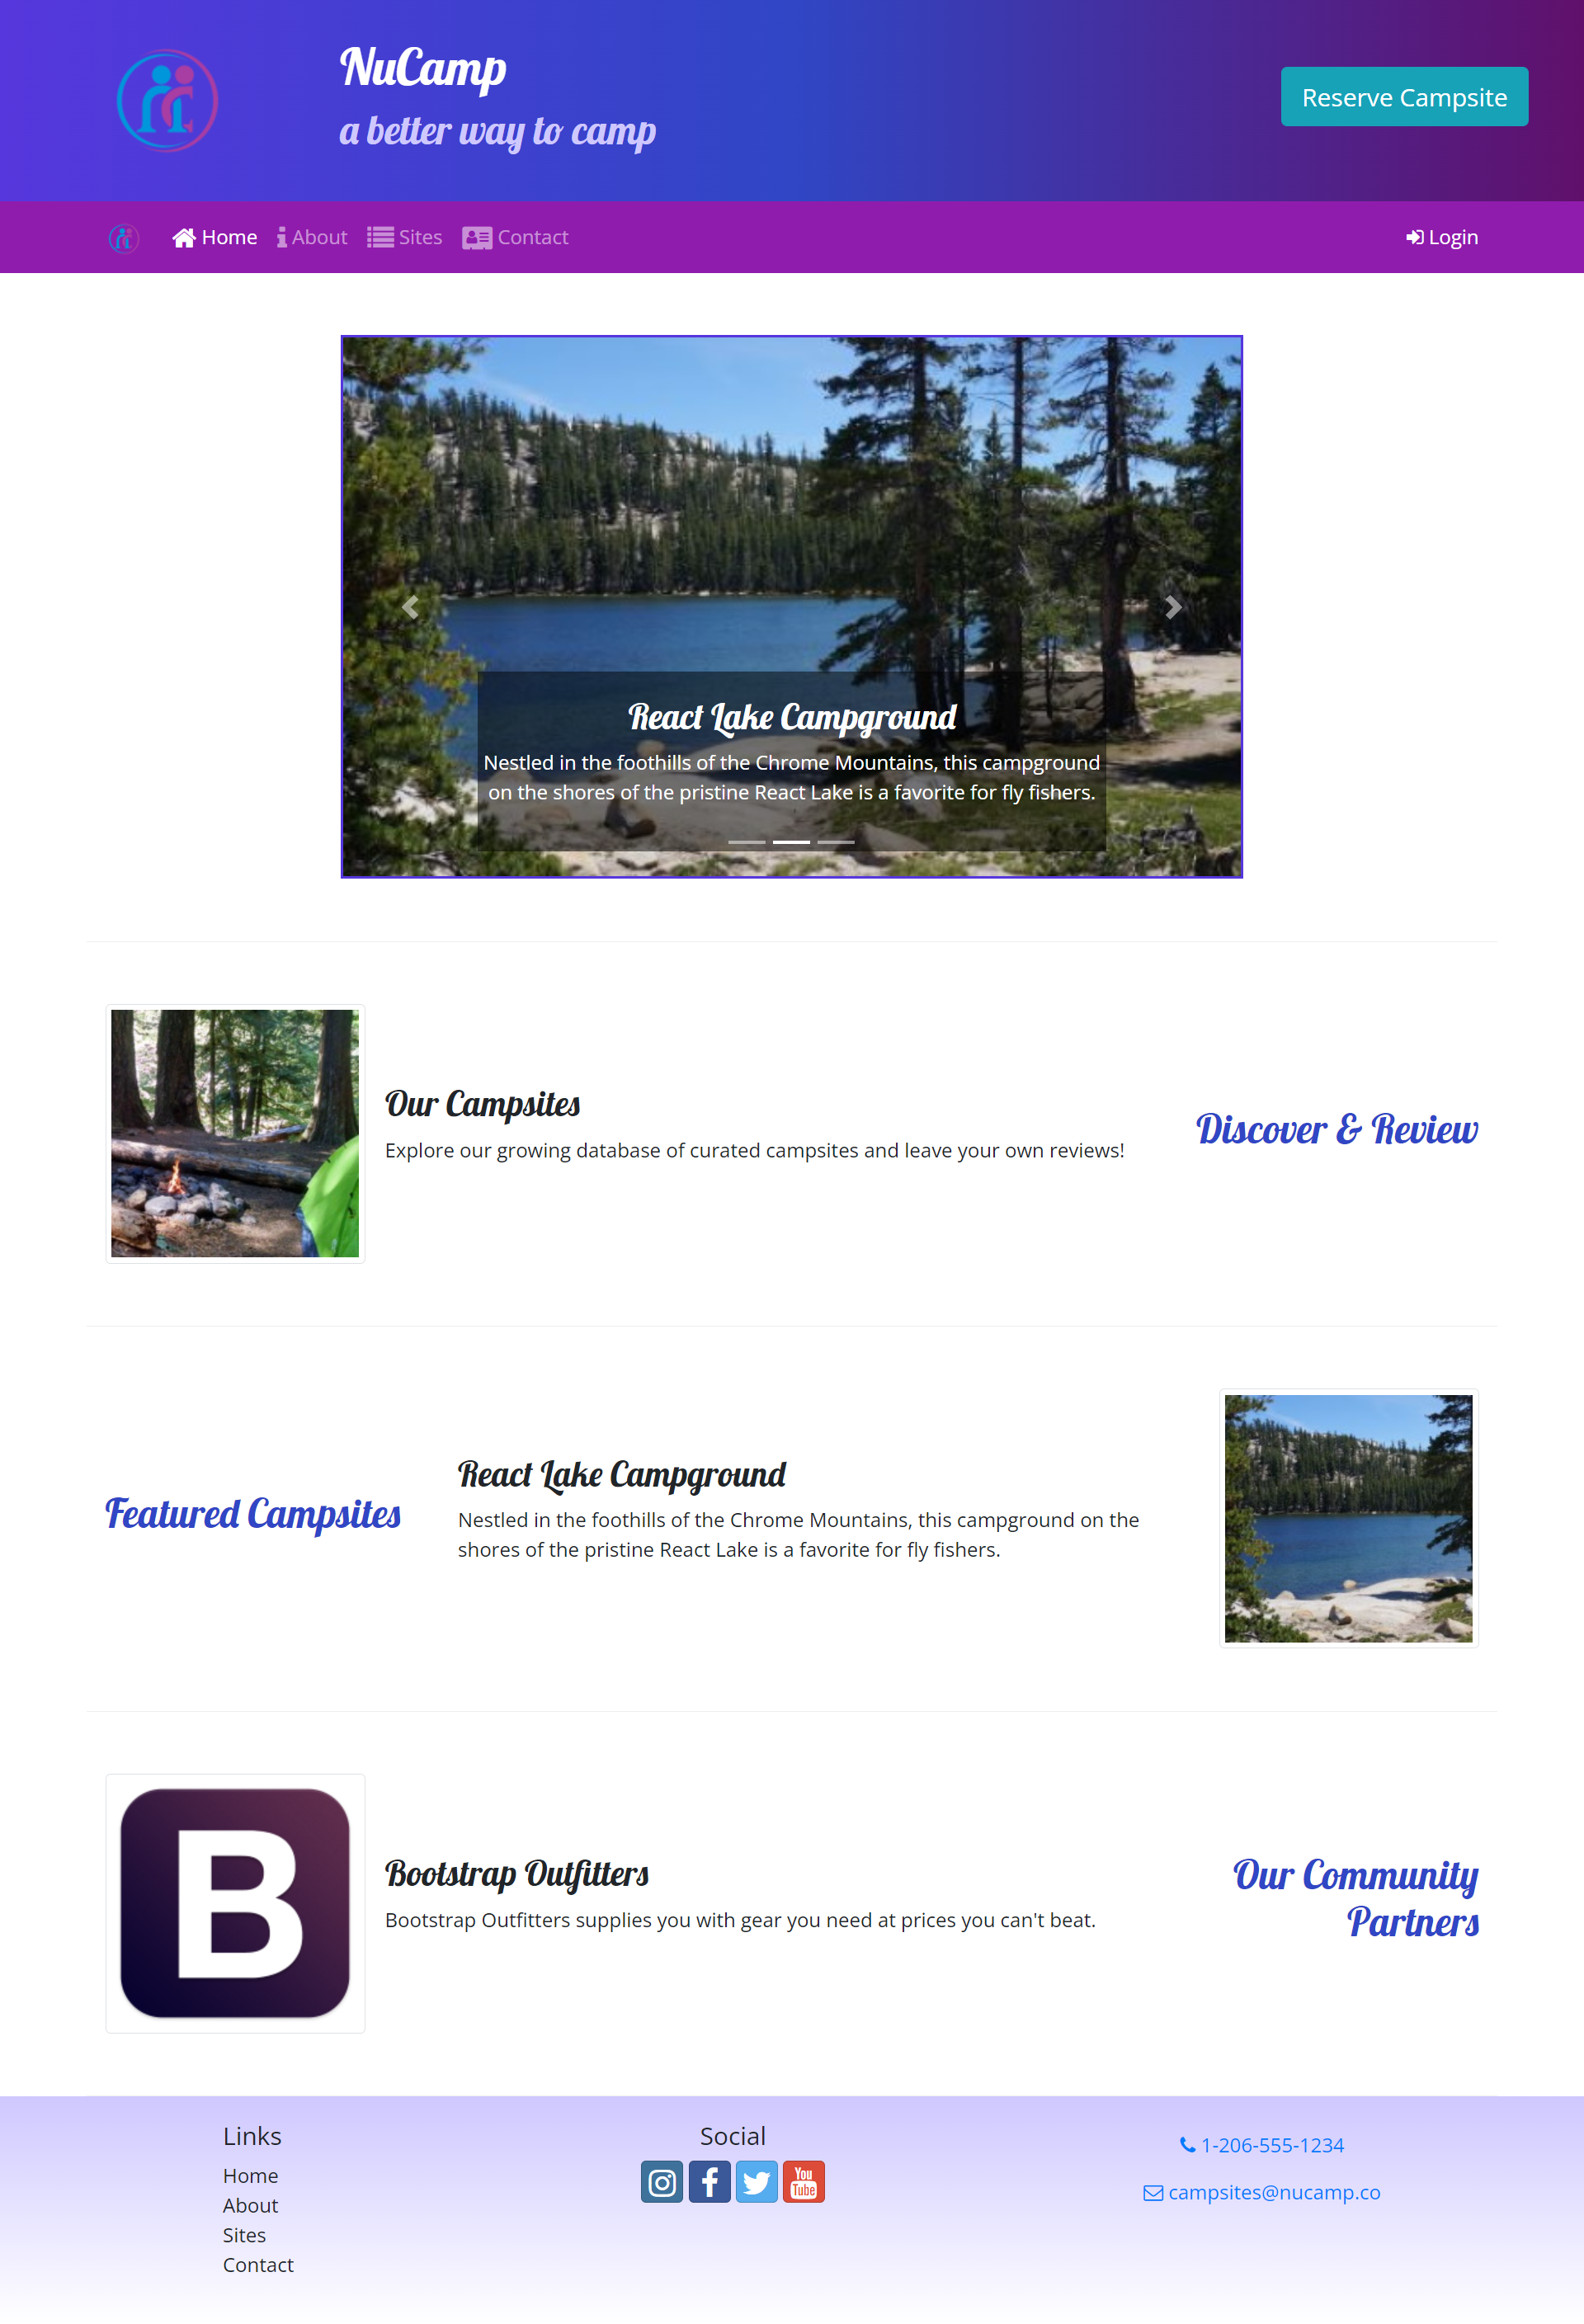 NuCamp
a better way to camp
Reserve Campsite
Home About Sites Contact Login
React Lake Campground
Nestled in the foothills of the Chrome Mountains, this campground
on the shores of the pristine React Lake is a favorite for fly fishers.
Our Campsites
Explore our growing database of curated campsites and leave your own reviews!
Discover & Review
Featured Campsites
React Lake Campground
Nestled in the foothills of the Chrome Mountains, this campground on the
shores of the pristine React Lake is a favorite for fly fishers.
B
Bootstrap Outfitters
Bootstrap Outfitters supplies you with gear you need at prices you can't beat.
Our Community
Partners
Links
Home
About
Sites
Contact
Social
You
Tube
1-206-555-1234
campsites@nucamp.co